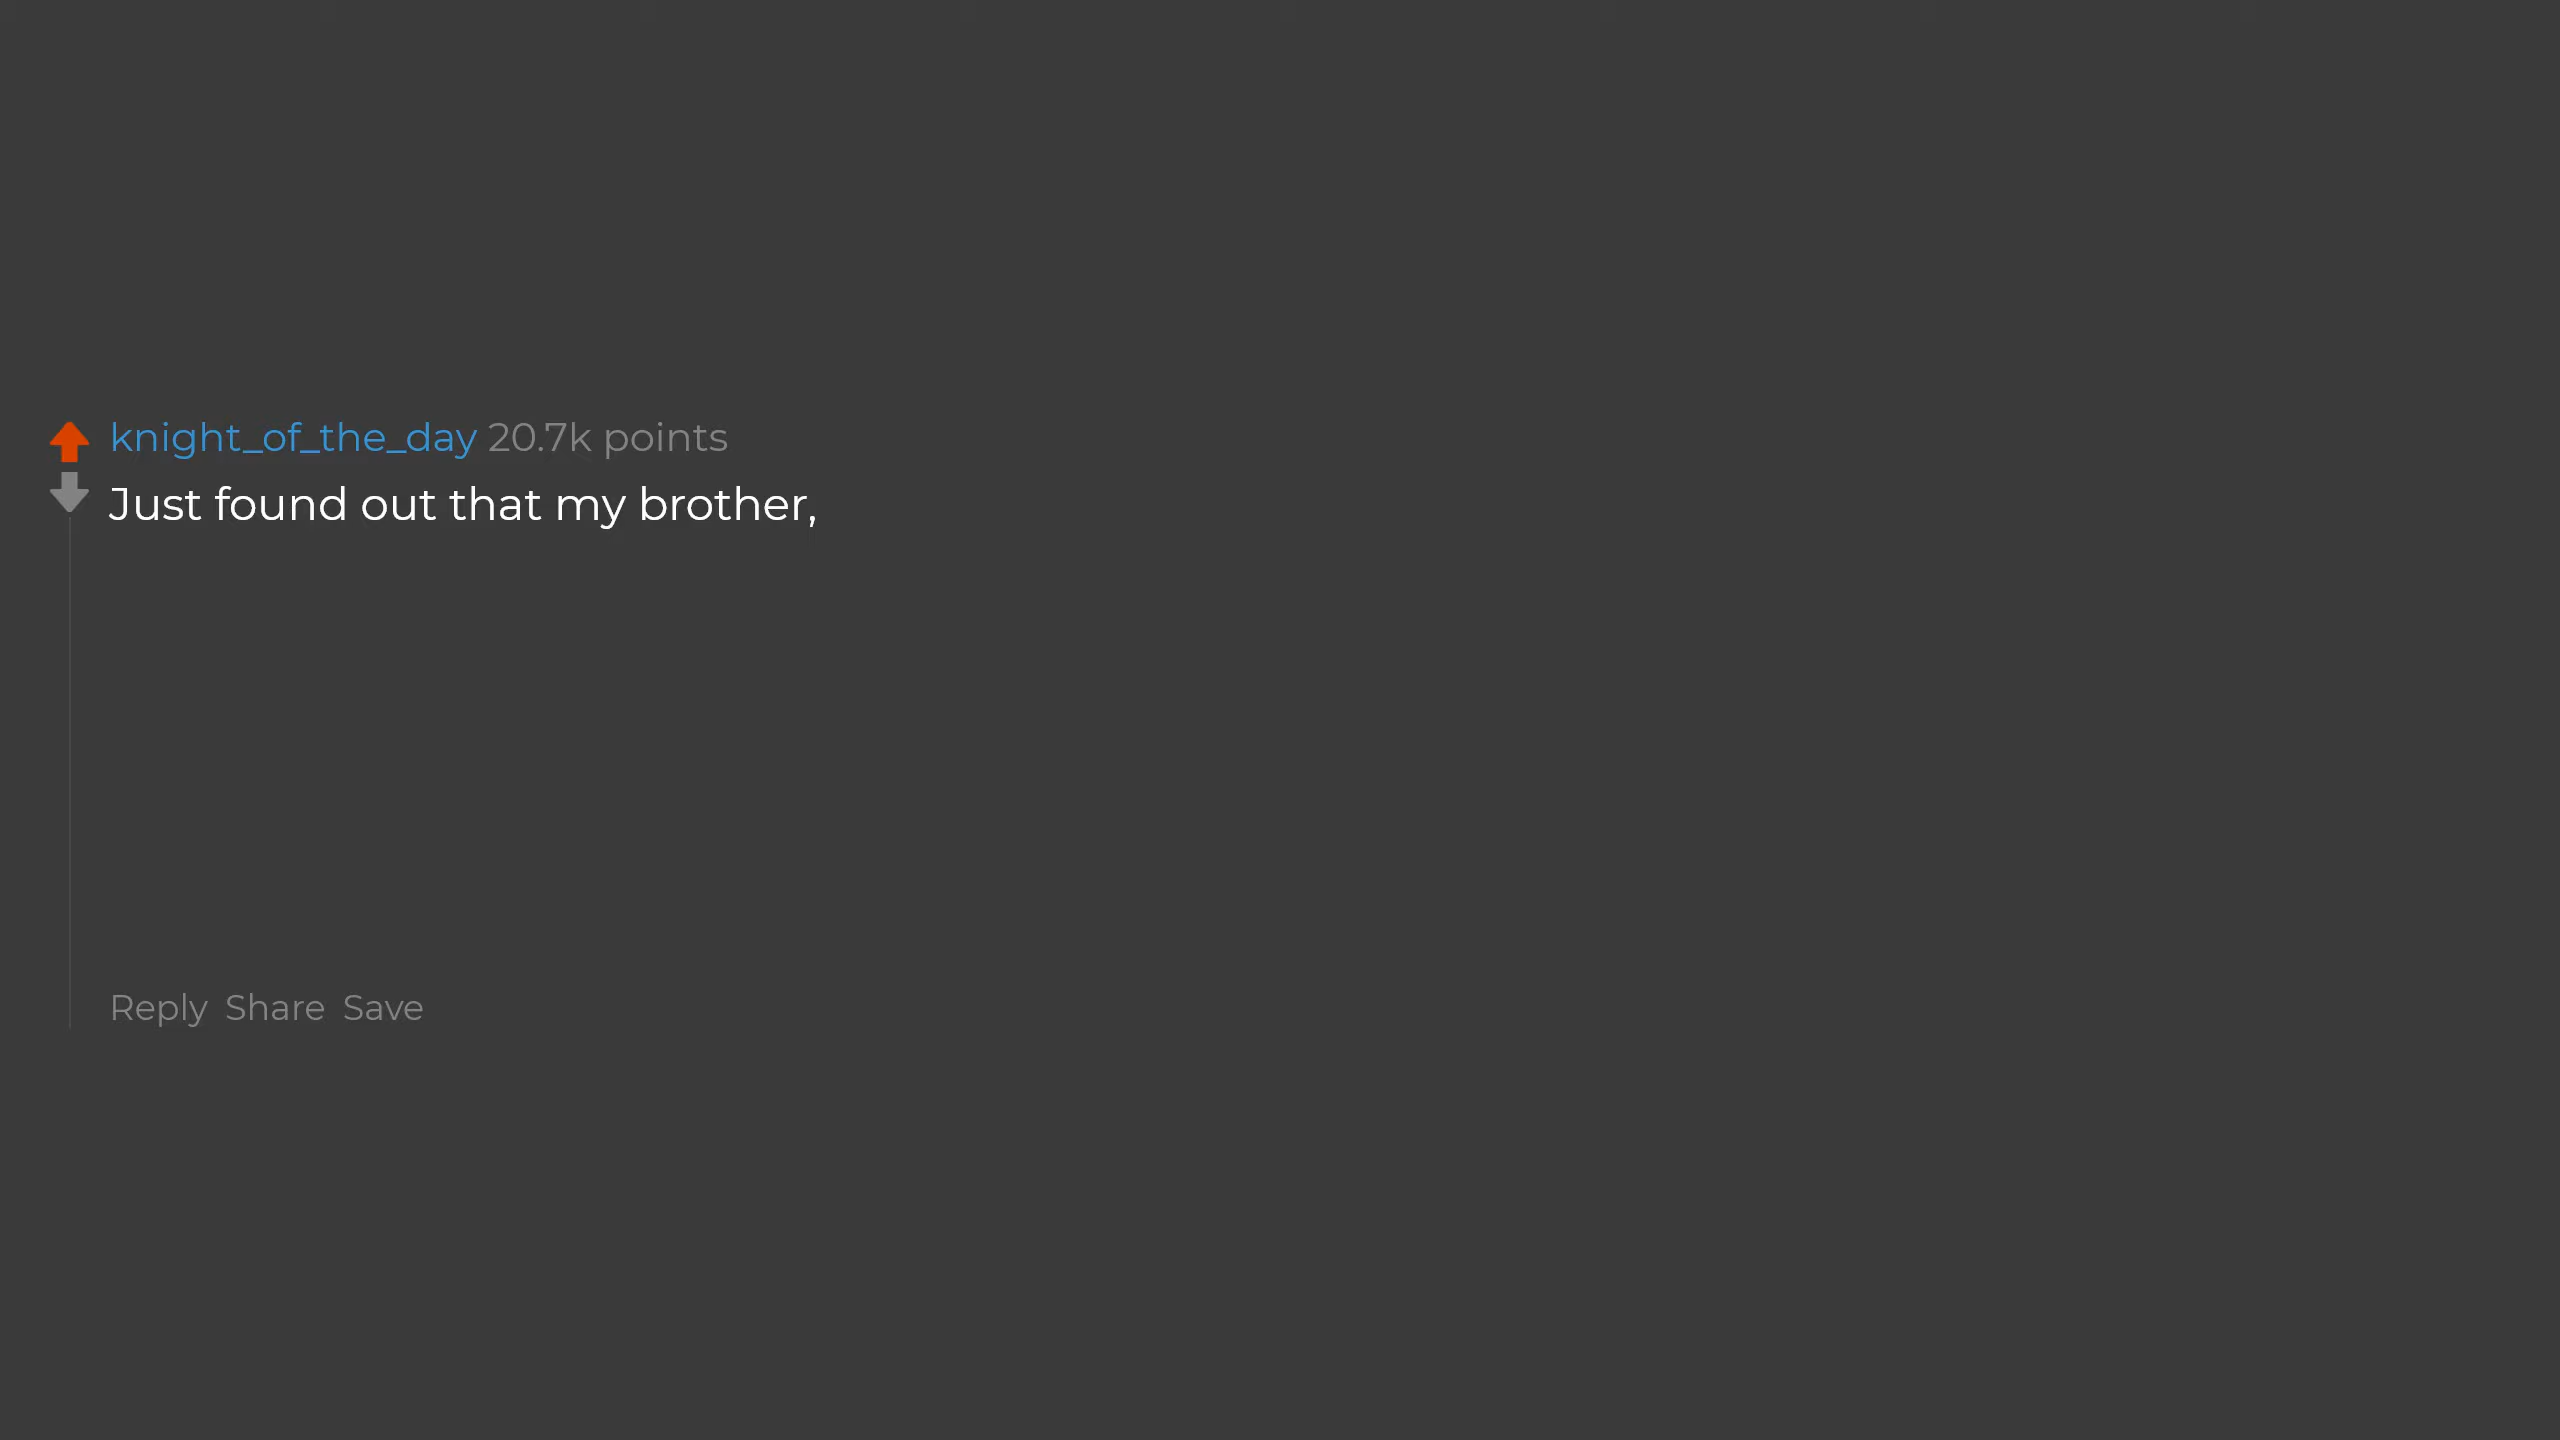 knight_of_the_day 20.7k points
Just found out that my brother,
Reply Share Save